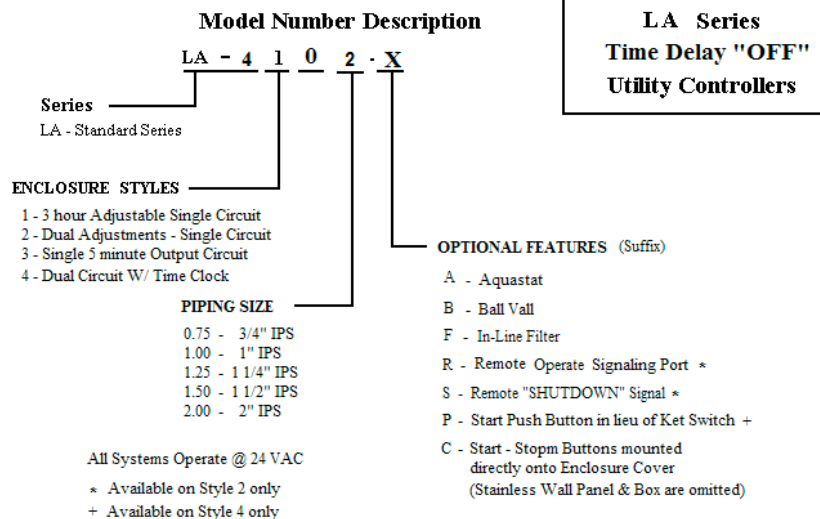 Model Number Description
LA - 4 1 0 2 - X
LA Series
Time Delay "OFF"
Utility Controllers
Series
LA - Standard Series
ENCLOSURE STYLES
1 - 3 hour Adjustable Single Circuit
2 - Dual Adjustments - Single Circuit
3 - Single 5 minute Output Circuit
4 - Dual Circuit W/ Time Clock
PIPING SIZE
0.75 - 3/4" IPS
1.00 - 1" IPS
1.25 - 1 1/4" IPS
1.50 - 1 1/2" IPS
2.00 - 2" IPS
All Systems Operate @ 24 VAC
* Available on Style 2 only
+ Available on Style 4 only
OPTIONAL FEATURES (Suffix)
A - Aquastat
B - Ball Vall
F - In-Line Filter
R - Remote Operate Signaling Port *
S - Remote "SHUTDOWN" Signal *
P - Start Push Button in lieu of Ket Switch +
C - Start - Stopm Buttons mounted
directly onto Enclosure Cover
(Stainless Wall Panel & Box are omitted)